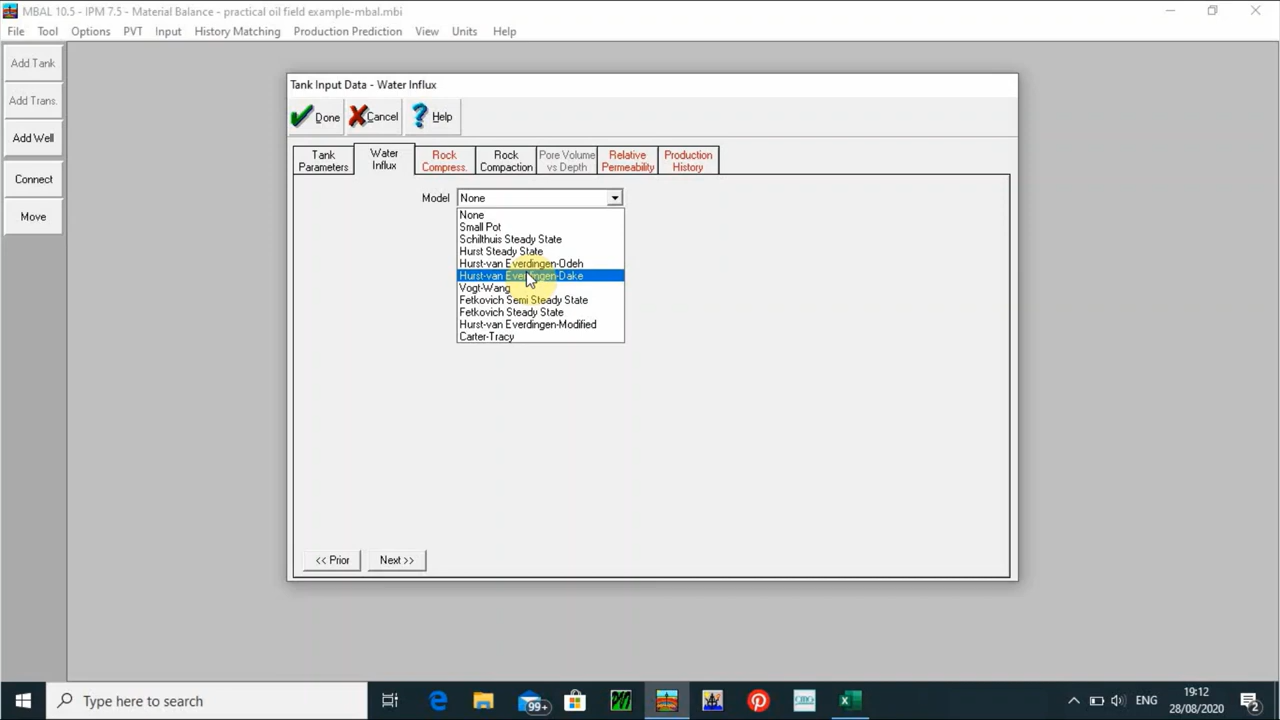 MBAL 10.5 - IPM 7.5 - Material Balance - practical oil field example-mbal.mbi
File Tool Options PVT Input History Matching Production Prediction View Units Help
Add Tank
Add Trans.
Add Well
Connect
Move
Tank Input Data - Water Influx
Done Cancel Help
Tank Parameters
Water Influx
Rock Compress.
Rock Compaction
Pore Volume vs Depth
Relative Permeability
Production History
Model None
None
Small Pot
Schilthuis Steady State
Hurst Steady State
Hurst-van Everdingen-Odeh
Hurst-van Everdingen-Dake
Vogt-Wang
Fetkovich Semi Steady State
Fetkovich Steady State
Hurst-van Everdingen-Modified
Carter-Tracy
<< Prior Next >>
Type here to search
99+
ENG
19:12
28/08/2020
2